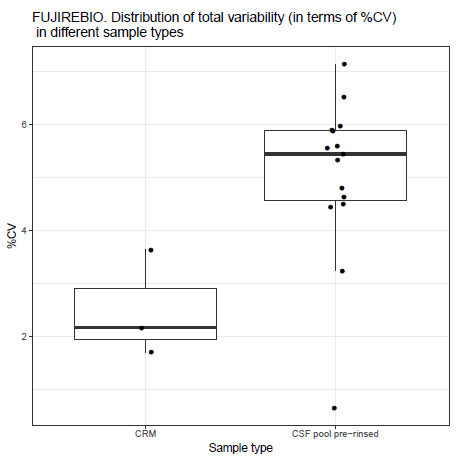 FUJIREBIO. Distribution of total variability (in terms of %CV)
in different sample types
6
4
2
%CV
CRM
CSF pool pre-rinsed
Sample type